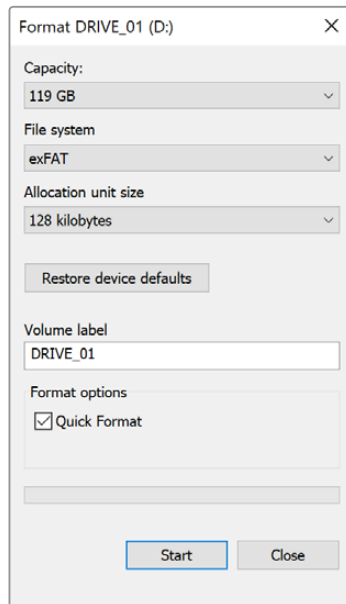 Format DRIVE_01 (D:)
Capacity:
119 GB
File system
exFAT
Allocation unit size
128 kilobytes
Restore device defaults
Volume label
DRIVE_01
Format options
Quick Format
Start Close